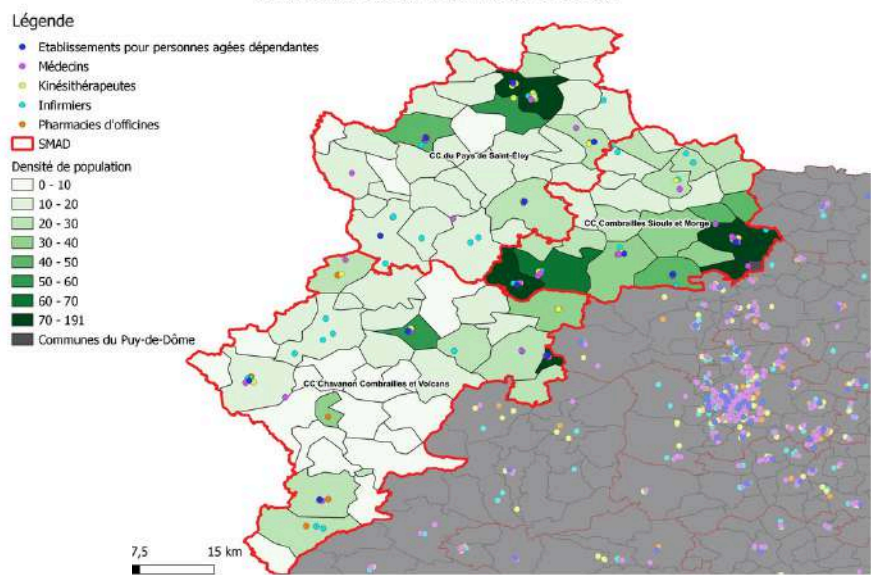 Légende
Etablissements pour personnes agées dépendantes
Médecins
Kinésithérapeutes
Infirmiers
Pharmacies d'officines
SMAD
Densité de population
0 - 10
10 - 20
20 - 30
30 - 40
40 - 50
50 - 60
60 - 70
70 - 191
Communes du Puy-de-Dôme
CC du Pays de Saint-Éloy
CC Combrailles Sioule et Morge
CC Chavanon Combrailles et Volcans
7,5 15 km